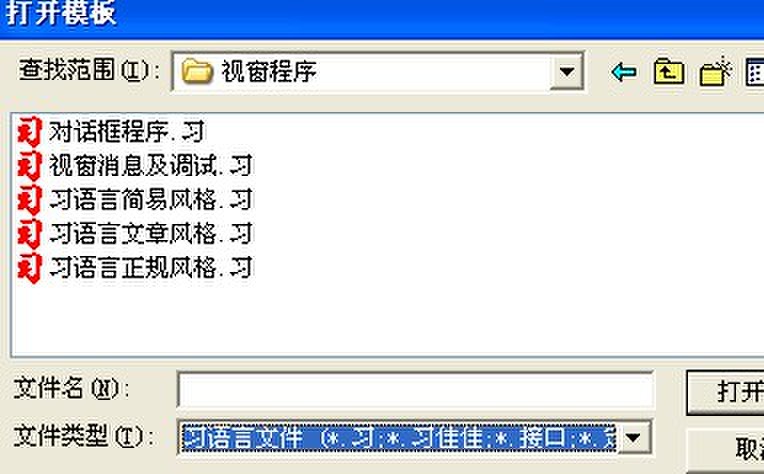 打开模板
查找范围(I): 视窗程序
对话框程序.习
视窗消息及调试.习
习语言简易风格.习
习语言文章风格.习
习语言正规风格.习
文件名(N):
打开
文件类型(T): 习语言文件 (*.习;*.习佳佳;*.接口;*.定
取消